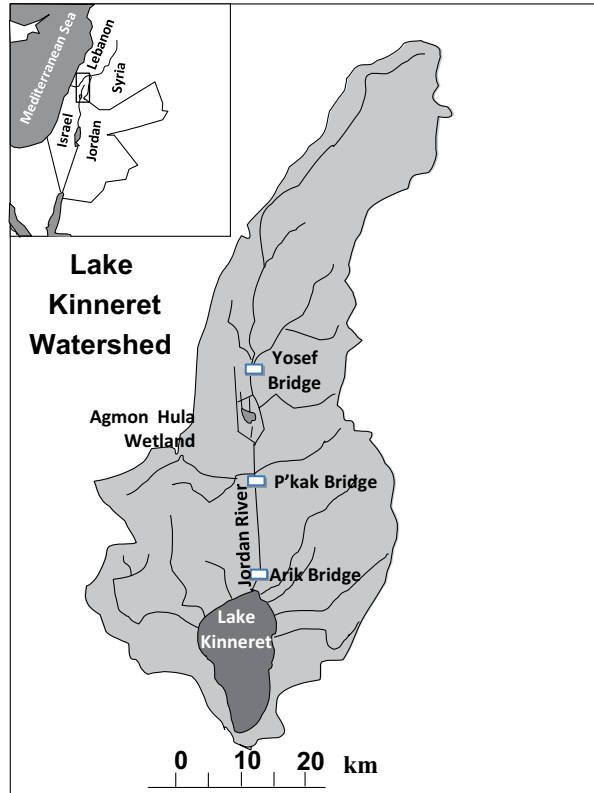 Mediterranean Sea
Lebanon
Syria
Israel
Jordan
Lake
Kinneret
Watershed
Yosef
Bridge
Agmon Hula
Wetland
P'kak Bridge
Jordan River
Arik Bridge
Lake
Kinneret
0 10 20 km